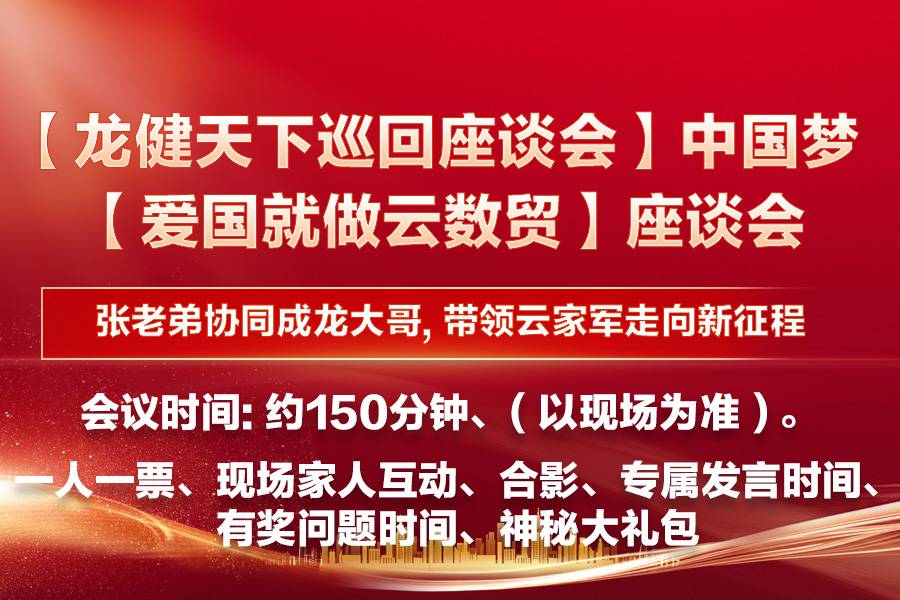 【龙健天下巡回座谈会】中国梦
【爱国就做云数贸】座谈会
张老弟协同成龙大哥, 带领云家军走向新征程
会议时间: 约150分钟、（以现场为准）。
一人一票、现场家人互动、合影、专属发言时间、
有奖问题时间、神秘大礼包